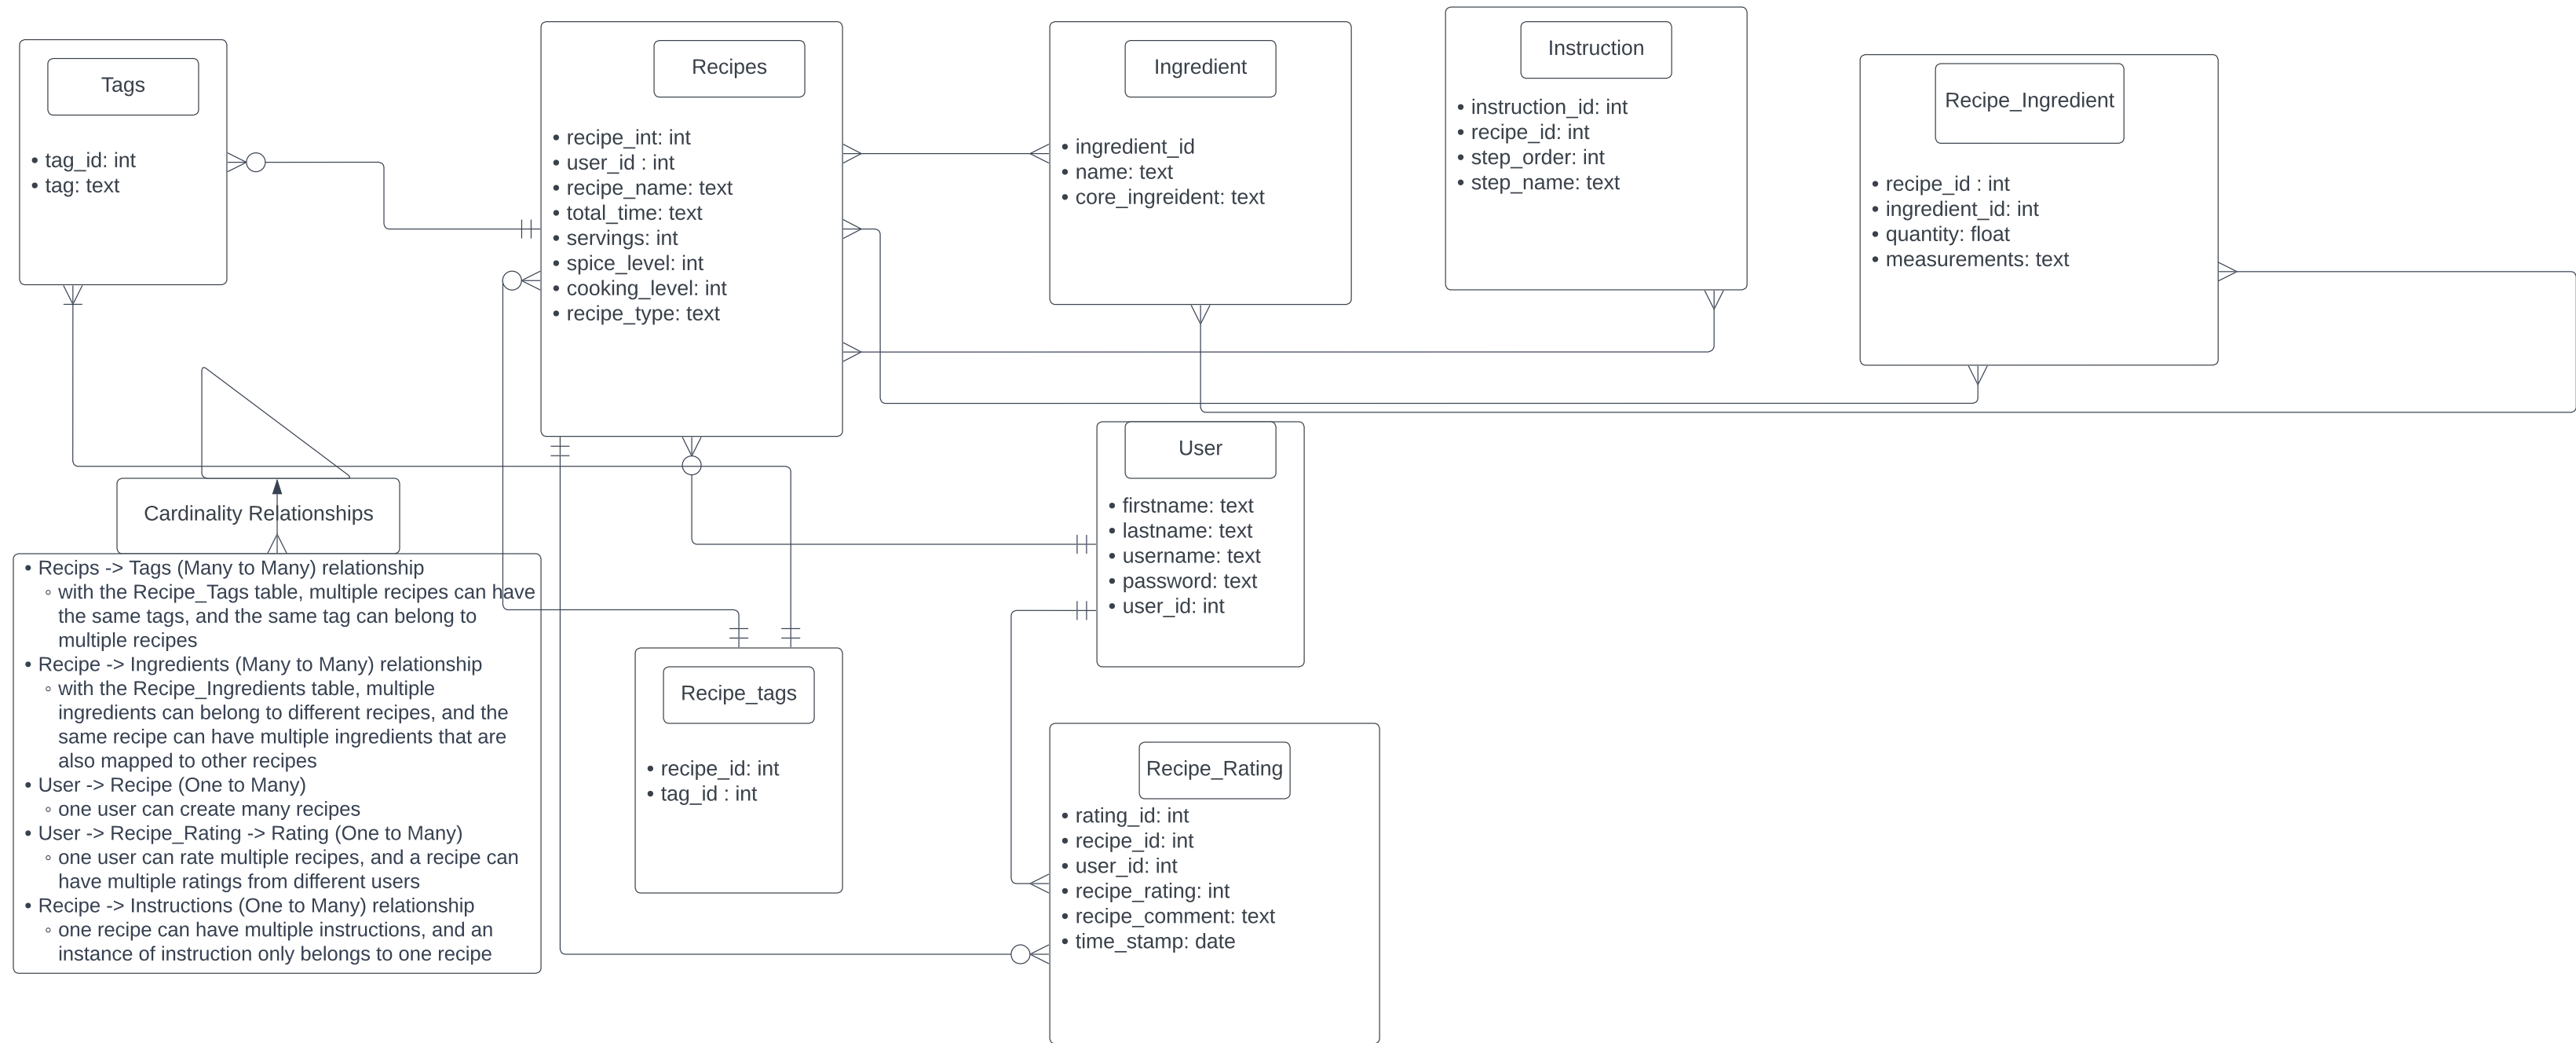 Tags
• tag_id: int
• tag: text
Recipes
• recipe_int: int
• user_id : int
• recipe_name: text
• total_time: text
• servings: int
• spice_level: int
• cooking_level: int
• recipe_type: text
Ingredient
• ingredient_id
• name: text
• core_ingreident: text
Instruction
• instruction_id: int
• recipe_id: int
• step_order: int
• step_name: text
Recipe_Ingredient
• recipe_id : int
• ingredient_id: int
• quantity: float
• measurements: text
Cardinality Relationships
• Recips -> Tags (Many to Many) relationship
◦ with the Recipe_Tags table, multiple recipes can have
the same tags, and the same tag can belong to
multiple recipes
• Recipe -> Ingredients (Many to Many) relationship
◦ with the Recipe_Ingredients table, multiple
ingredients can belong to different recipes, and the
same recipe can have multiple ingredients that are
also mapped to other recipes
• User -> Recipe (One to Many)
◦ one user can create many recipes
• User -> Recipe_Rating -> Rating (One to Many)
◦ one user can rate multiple recipes, and a recipe can
have multiple ratings from different users
• Recipe -> Instructions (One to Many) relationship
◦ one recipe can have multiple instructions, and an
instance of instruction only belongs to one recipe
User
• firstname: text
• lastname: text
• username: text
• password: text
• user_id: int
Recipe_tags
• recipe_id: int
• tag_id : int
Recipe_Rating
• rating_id: int
• recipe_id: int
• user_id: int
• recipe_rating: int
• recipe_comment: text
• time_stamp: date